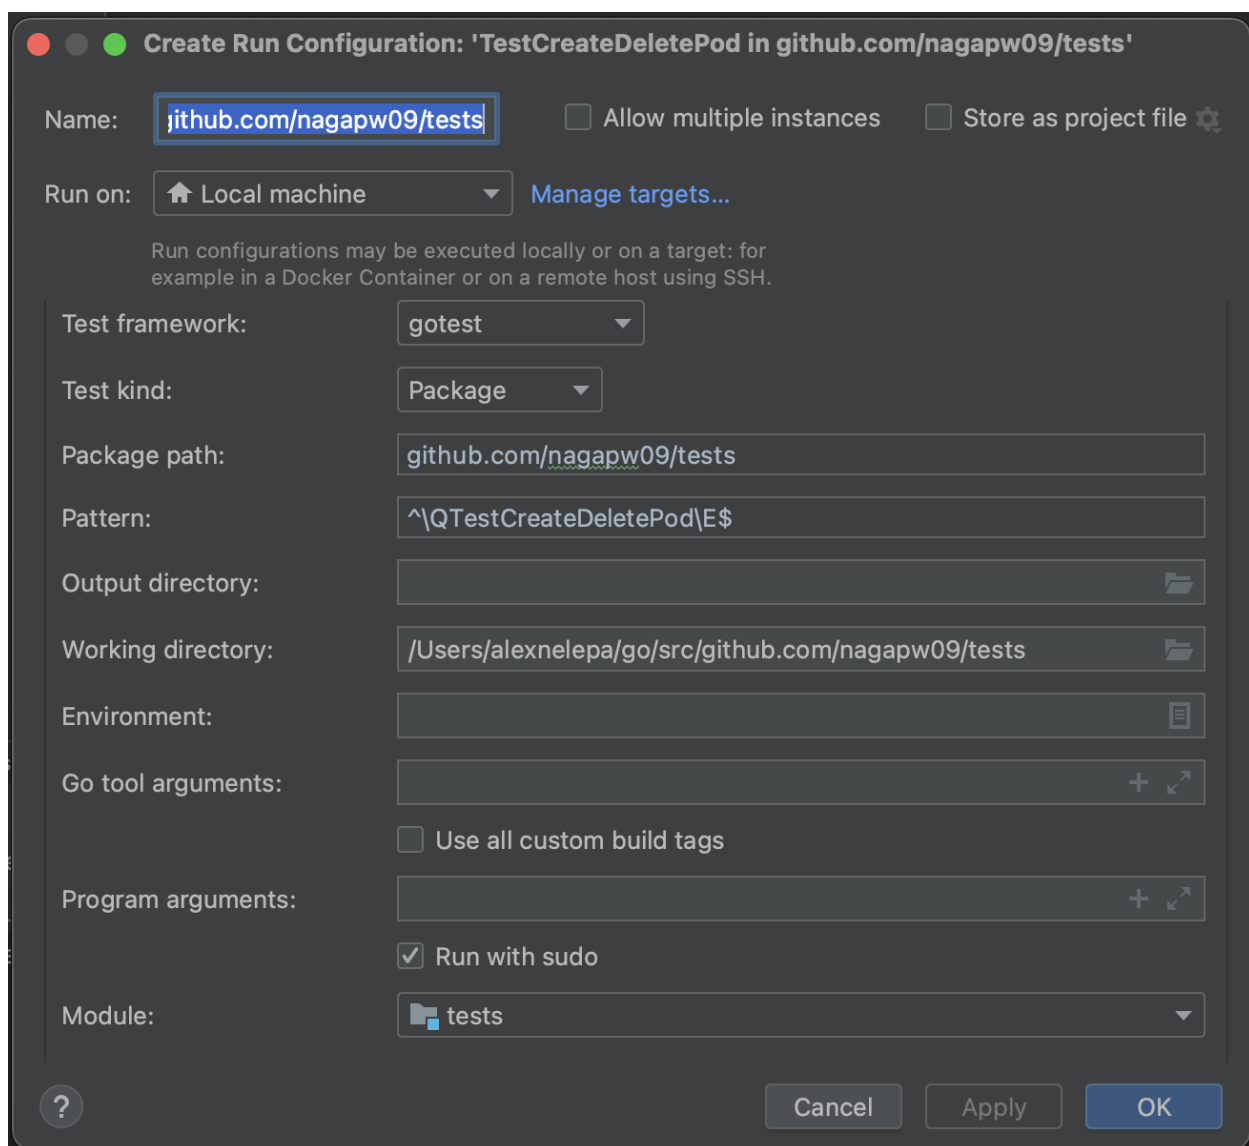 Create Run Configuration: 'TestCreateDeletePod in github.com/nagapw09/tests'
Name: github.com/nagapw09/tests Allow multiple instances Store as project file
Run on: Local machine Manage targets...
Run configurations may be executed locally or on a target: for
example in a Docker Container or on a remote host using SSH.
Test framework: gotest
Test kind: Package
Package path: github.com/nagapw09/tests
Pattern: ^\QTestCreateDeletePod\E$
Output directory:
Working directory: /Users/alexnelepa/go/src/github.com/nagapw09/tests
Environment:
Go tool arguments:
Use all custom build tags
Program arguments:
Run with sudo
Module: tests
? Cancel Apply OK